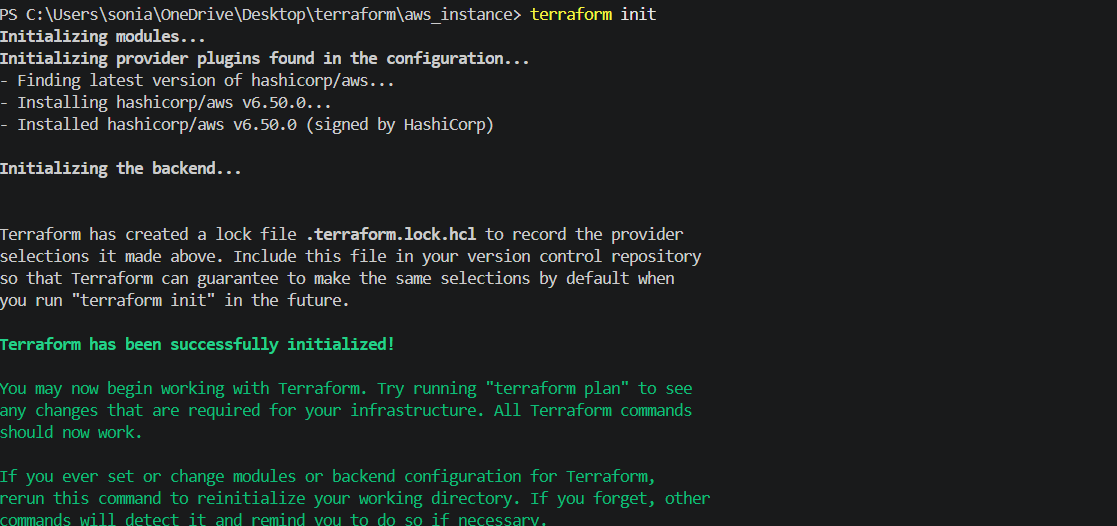 PS C:\Users\sonia\OneDrive\Desktop\terraform\aws_instance> terraform init
Initializing modules...
Initializing provider plugins found in the configuration...
- Finding latest version of hashicorp/aws...
- Installing hashicorp/aws v6.50.0...
- Installed hashicorp/aws v6.50.0 (signed by HashiCorp)
Initializing the backend...
Terraform has created a lock file .terraform.lock.hcl to record the provider
selections it made above. Include this file in your version control repository
so that Terraform can guarantee to make the same selections by default when
you run "terraform init" in the future.
Terraform has been successfully initialized!
You may now begin working with Terraform. Try running "terraform plan" to see
any changes that are required for your infrastructure. All Terraform commands
should now work.
If you ever set or change modules or backend configuration for Terraform,
rerun this command to reinitialize your working directory. If you forget, other
commands will detect it and remind you to do so if necessary.